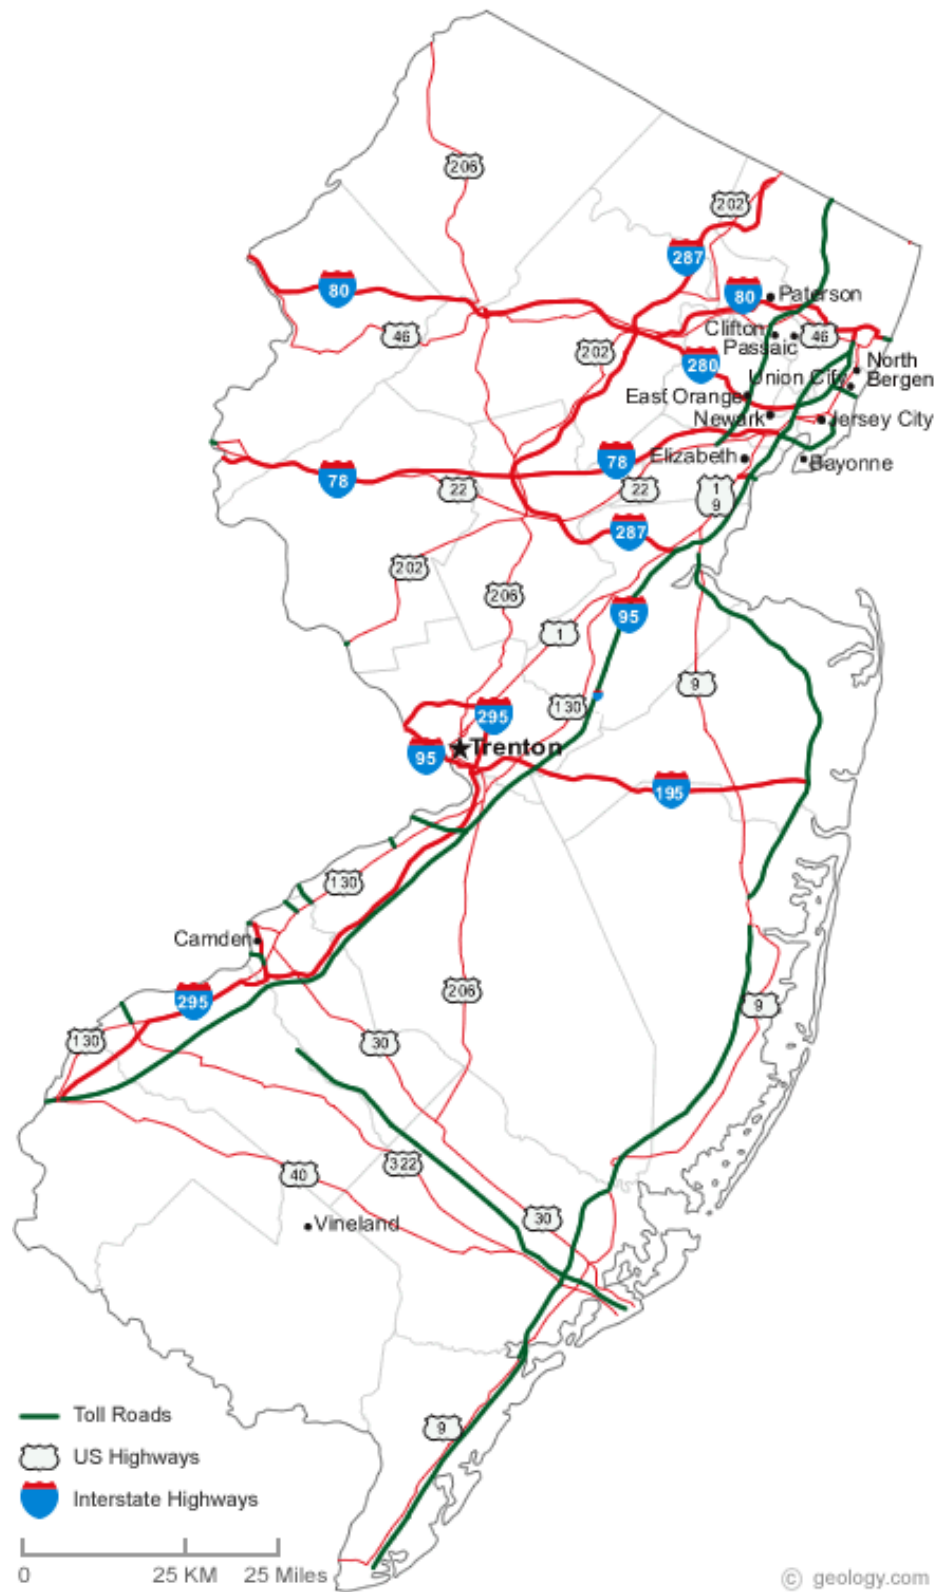 206
202
287
80
80
Paterson
46
Clifton
46
Passaic
202
280
North
Union City
Bergen
East Orange
Newark
Jersey City
78
Elizabeth
Bayonne
78
22
22
1
9
287
202
206
95
1
9
130
295
Trenton
95
195
130
Camden
206
295
9
130
30
322
40
30
Vineland
9
Toll Roads
US Highways
Interstate Highways
0 25 KM 25 Miles
© geology.com